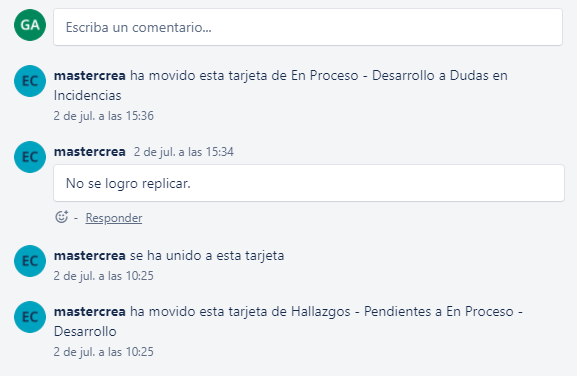 GA
Escriba un comentario...
EC
mastercrea ha movido esta tarjeta de En Proceso - Desarrollo a Dudas en
Incidencias
2 de jul. a las 15:36
EC
mastercrea 2 de jul. a las 15:34
No se logro replicar.
- Responder
EC
mastercrea se ha unido a esta tarjeta
2 de jul. a las 10:25
EC
mastercrea ha movido esta tarjeta de Hallazgos - Pendientes a En Proceso -
Desarrollo
2 de jul. a las 10:25